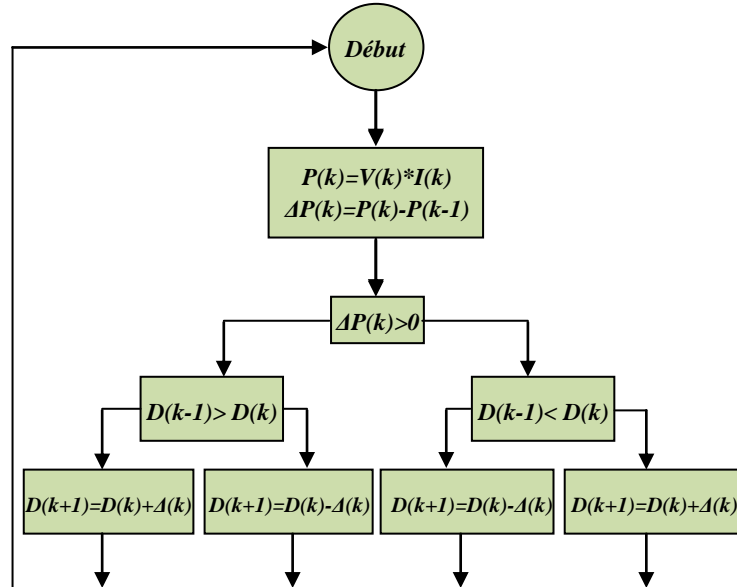 Début
P(k)=V(k)*I(k)
ΔP(k)=P(k)-P(k-1)
ΔP(k)>0
D(k-1)> D(k)
D(k-1)< D(k)
D(k+1)=D(k)+Δ(k)
D(k+1)=D(k)-Δ(k)
D(k+1)=D(k)-Δ(k)
D(k+1)=D(k)+Δ(k)